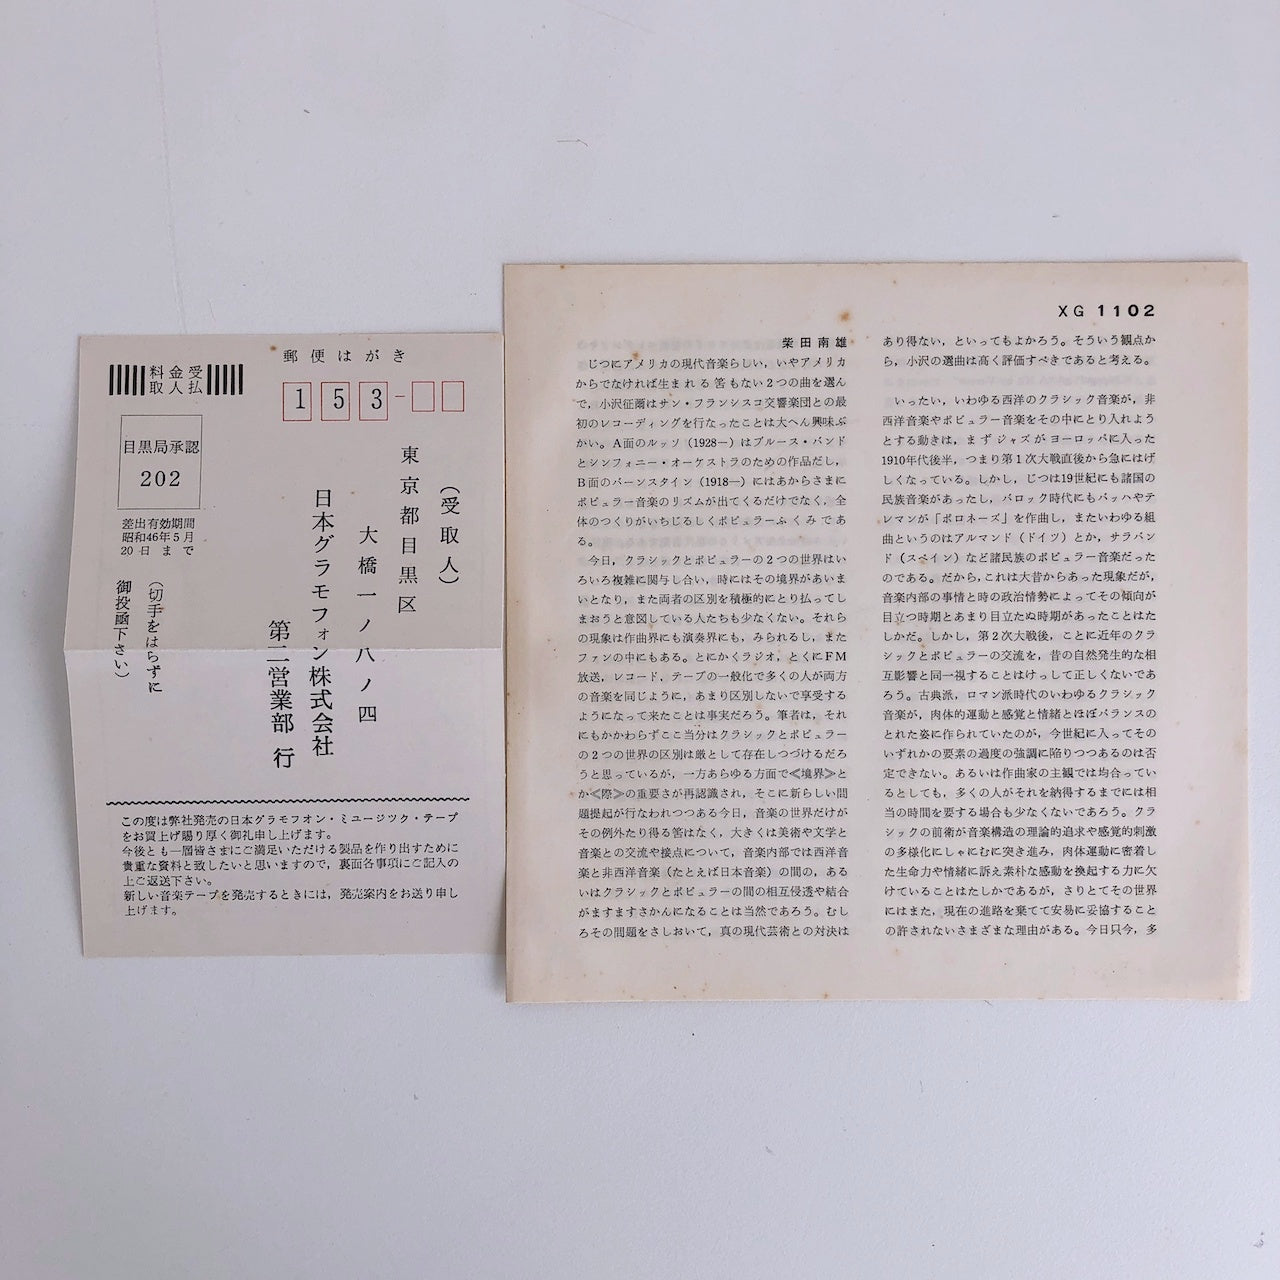 郵便はがき
料金受
取人払
153-
目黒局承認
202
差出有効期間
昭和46年5月
20日まで
(切手をはらずに
御投凾下さい)
(受取人)
東京都目黒区
大橋一ノ八ノ四
日本グラモフォン株式会社
第二営業部 行
この度は弊社発売の日本グラモフオン・ミユージツク・テープ
をお買上げ賜り厚く御礼申し上げます。
今後とも一層皆さまにご満足いただける製品を作り出すために
貴重な資料と致したいと思いますので,裏面各事項にご記入の
上ご返送下さい。
新しい音楽テープを発売するときには,発売案内をお送り申し
上げます。
XG 1102
柴田南雄
じつにアメリカの現代音楽らしい,いやアメリカ
からでなければ生まれる筈もない2つの曲を選ん
で,小沢征爾はサン・フランシスコ交響楽団との最
初のレコーディングを行なったことは大へん興味ぶ
かい。A面のルッソ(1928—)はブルース・バンド
とシンフォニー・オーケストラのための作品だし,
B面のバーンスタイン(1918—)にはあからさまに
ポピュラー音楽のリズムが出てくるだけでなく,全
体のつくりがいちじるしくポピュラーふくみであ
る。
今日,クラシックとポピュラーの2つの世界はい
ろいろ複雑に関与し合い,時にはその境界があいま
いとなり,また両者の区別を積極的にとり払ってし
まおうと意図している人たちも少なくない。それら
の現象は作曲界にも演奏界にも,みられるし,また
ファンの中にもある。とにかくラジオ,とくにFM
放送,レコード,テープの一般化で多くの人が両方
の音楽を同じように,あまり区別しないで享受する
ようになって来たことは事実だろう。筆者は,それ
にもかかわらずここ当分はクラシックとポピュラー
の2つの世界の区別は厳として存在しつづけるだろ
うと思っているが,一方あらゆる方面で≪境界≫と
か≪際≫の重要さが再認識され,そこに新らしい問
題提起が行なわれつつある今日,音楽の世界だけが
その例外たり得る筈はなく,大きくは美術や文学と
音楽との交流や接点について,音楽内部では西洋音
楽と非西洋音楽(たとえば日本音楽)の間の,ある
いはクラシックとポピュラーの間の相互侵透や結合
がますますさかんになることは当然であろう。むし
ろその問題をさしおいて,真の現代芸術との対決は
あり得ない,といってもよかろう。そういう観点か
ら,小沢の選曲は高く評価すべきであると考える。
いったい,いわゆる西洋のクラシック音楽が,非
西洋音楽やポピュラー音楽をその中にとり入れよう
とする動きは,まずジャズがヨーロッパに入った
1910年代後半,つまり第1次大戦直後から急にはげ
しくなっている。しかし,じつは19世紀にも諸国の
民族音楽があったし,バロック時代にもバッハやテ
レマンが「ポロネーズ」を作曲し,またいわゆる組
曲というのはアルマンド(ドイツ)とか,サラバン
ド(スペイン)など諸民族のポピュラー音楽だった
のである。だから,これは大昔からあった現象だが,
音楽内部の事情と時の政治情勢によってその傾向が
目立つ時期とあまり目立たぬ時期があったことはた
しかだ。しかし,第2次大戦後,ことに近年のクラ
シックとポピュラーの交流を,昔の自然発生的な相
互影響と同一視することはけっして正しくないであ
ろう。古典派,ロマン派時代のいわゆるクラシック
音楽が,肉体的運動と感覚と情緒とほぼバランスの
とれた姿に作られていたのが,今世紀に入ってその
いずれかの要素の過度の強調に陥りつつあるのは否
定できない。あるいは作曲家の主観では均合ってい
るとしても,多くの人がそれを納得するまでには相
当の時間を要する場合も少なくないであろう。クラ
シックの前衛が音楽構造の理論的追求や感覚的刺激
の多様化にしゃにむに突き進み,肉体運動に密着し
た生命力や情緒に訴え素朴な感動を換起する力に欠
けていることはたしかであるが,さりとてその世界
にはまた,現在の進路を棄てて安易に妥協すること
の許されないさまざまな理由がある。今日只今,多